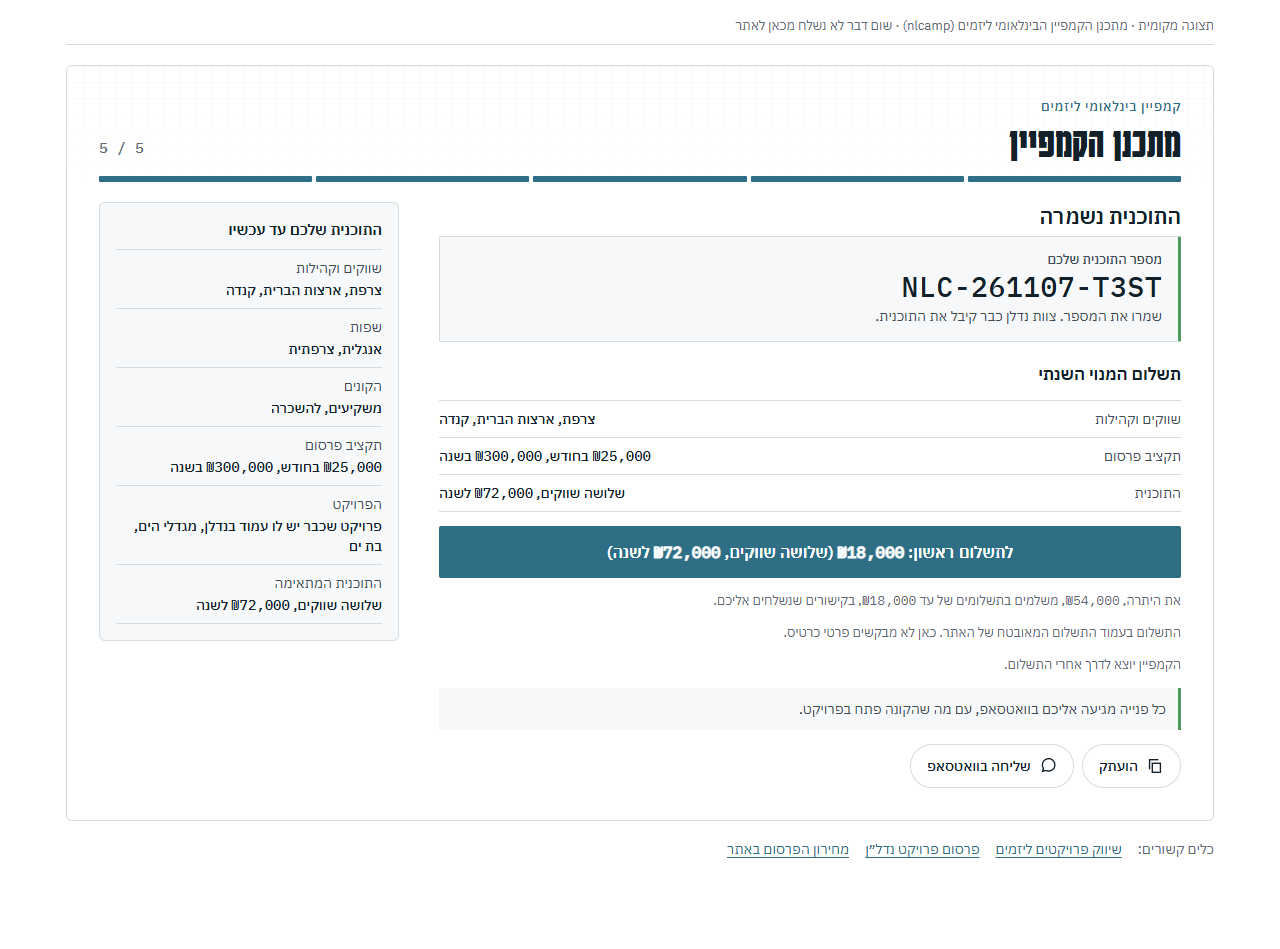 תצוגה מקומית · מתכנן הקמפיין הבינלאומי ליזמים (nlcamp) · שום דבר לא נשלח מכאן לאתר
קמפיין בינלאומי ליזמים
מתכנן הקמפיין
5 / 5
התוכנית נשמרה
מספר התוכנית שלכם
NLC-261107-T3ST
שמרו את המספר. צוות נדלן כבר קיבל את התוכנית.
תשלום המנוי השנתי
שווקים וקהילות צרפת, ארצות הברית, קנדה
תקציב פרסום ₪25,000 בחודש, ₪300,000 בשנה
התוכנית שלושה שווקים, ₪72,000 לשנה
לתשלום ראשון: ₪18,000 (שלושה שווקים, ₪72,000 לשנה)
את היתרה, ₪54,000, משלמים בתשלומים של עד ₪18,000, בקישורים שנשלחים אליכם.
התשלום בעמוד התשלום המאובטח של האתר. כאן לא מבקשים פרטי כרטיס.
הקמפיין יוצא לדרך אחרי התשלום.
כל פנייה מגיעה אליכם בוואטסאפ, עם מה שהקונה פתח בפרויקט.
הועתק
שליחה בוואטסאפ
התוכנית שלכם עד עכשיו
שווקים וקהילות
צרפת, ארצות הברית, קנדה
שפות
אנגלית, צרפתית
הקונים
משקיעים, להשכרה
תקציב פרסום
₪25,000 בחודש, ₪300,000 בשנה
הפרויקט
פרויקט שכבר יש לו עמוד בנדלן, מגדלי הים,
בת ים
התוכנית המתאימה
שלושה שווקים, ₪72,000 לשנה
כלים קשורים: שיווק פרויקטים ליזמים פרסום פרויקט נדל״ן מחירון הפרסום באתר